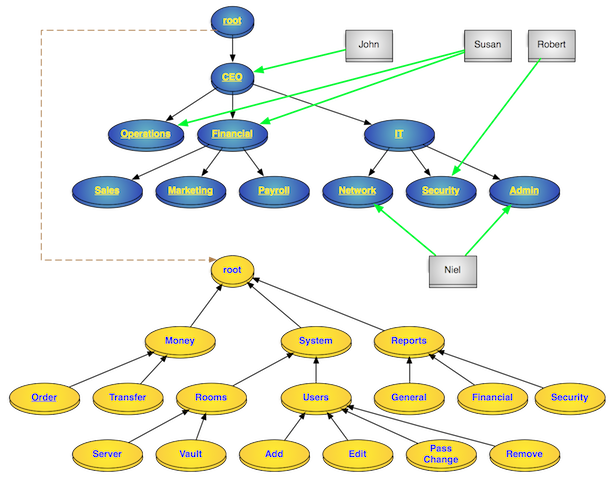 root
John
Susan
Robert
CEO
Operations
Financial
IT
Sales
Marketing
Payroll
Network
Security
Admin
root
Niel
Money
System
Reports
Order
Transfer
Rooms
Users
General
Financial
Security
Server
Vault
Add
Edit
Pass
Change
Remove